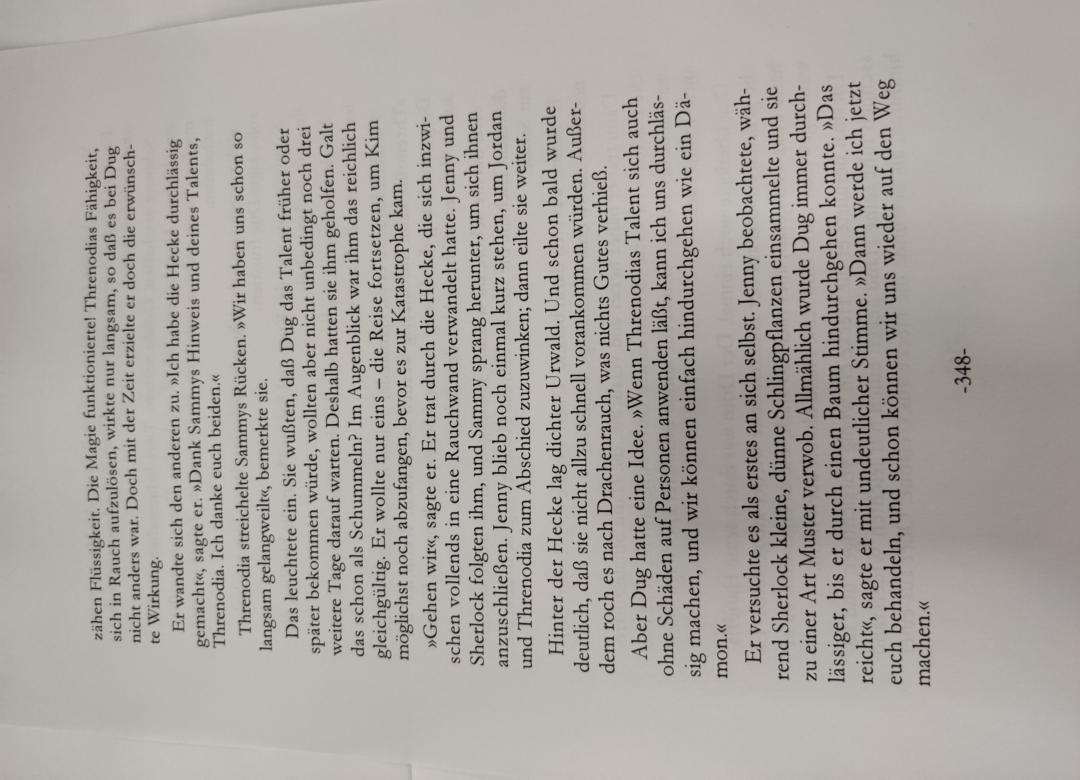 zähen Flüssigkeit. Die Magie funktionierte! Threnodias Fähigkeit,
sich in Rauch aufzulösen, wirkte nur langsam, so daß es bei Dug
nicht anders war. Doch mit der Zeit erzielte er doch die erwünsch-
te Wirkung.
Er wandte sich den anderen zu. »Ich habe die Hecke durchlässig
gemacht«, sagte er. »Dank Sammys Hinweis und deines Talents,
Threnodia. Ich danke euch beiden.«
Threnodia streichelte Sammys Rücken. »Wir haben uns schon so
langsam gelangweilt«, bemerkte sie.
Das leuchtete ein. Sie wußten, daß Dug das Talent früher oder
später bekommen würde, wollten aber nicht unbedingt noch drei
weitere Tage darauf warten. Deshalb hatten sie ihm geholfen. Galt
das schon als Schummeln? Im Augenblick war ihm das reichlich
gleichgültig. Er wollte nur eins – die Reise fortsetzen, um Kim
möglichst noch abzufangen, bevor es zur Katastrophe kam.
»Gehen wir«, sagte er. Er trat durch die Hecke, die sich inzwi-
schen vollends in eine Rauchwand verwandelt hatte. Jenny und
Sherlock folgten ihm, und Sammy sprang herunter, um sich ihnen
anzuschließen. Jenny blieb noch einmal kurz stehen, um Jordan
und Threnodia zum Abschied zuzuwinken; dann eilte sie weiter.
Hinter der Hecke lag dichter Urwald. Und schon bald wurde
deutlich, daß sie nicht allzu schnell vorankommen würden. Außer-
dem roch es nach Drachenrauch, was nichts Gutes verhieß.
Aber Dug hatte eine Idee. »Wenn Threnodias Talent sich auch
ohne Schäden auf Personen anwenden läßt, kann ich uns durchläs-
sig machen, und wir können einfach hindurchgehen wie ein Dä-
mon.«
Er versuchte es als erstes an sich selbst. Jenny beobachtete, wäh-
rend Sherlock kleine, dünne Schlingpflanzen einsammelte und sie
zu einer Art Muster verwob. Allmählich wurde Dug immer durch-
lässiger, bis er durch einen Baum hindurchgehen konnte. »Das
reicht«, sagte er mit undeutlicher Stimme. »Dann werde ich jetzt
euch behandeln, und schon können wir uns wieder auf den Weg
machen.«
-348-